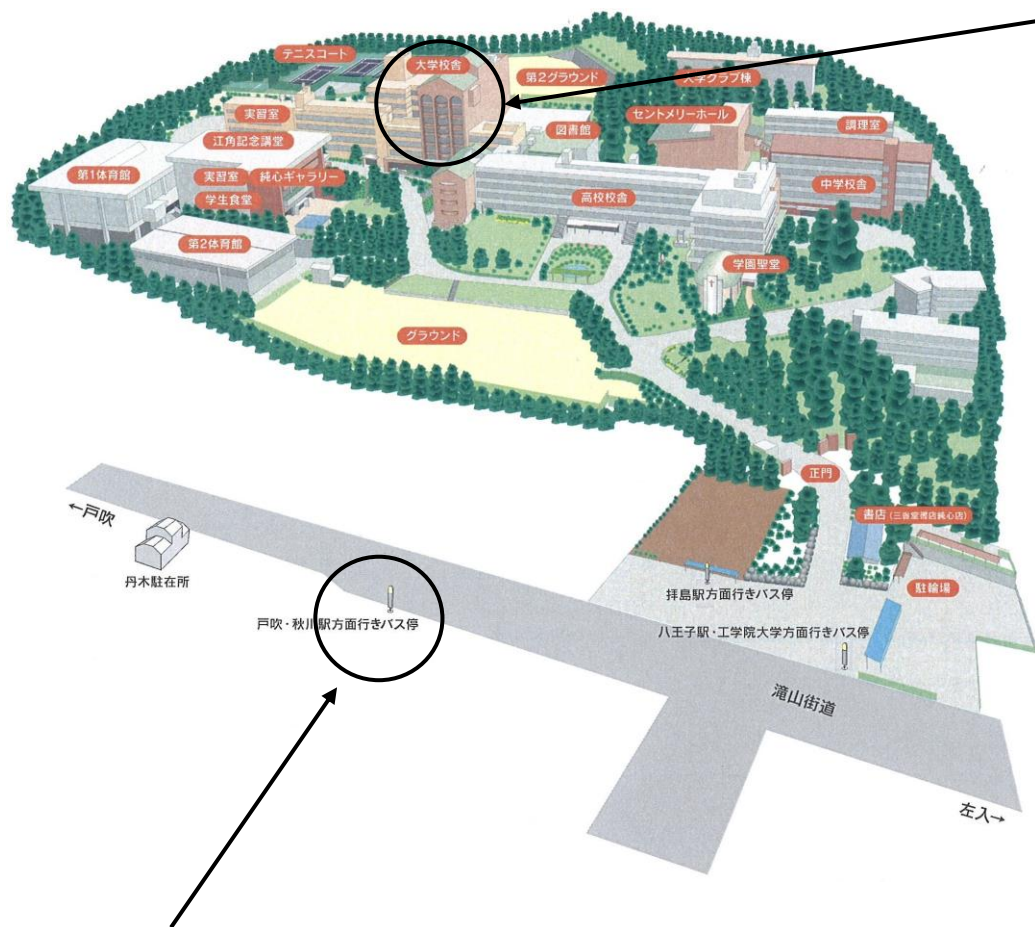 テニスコート
大学校舎
第2グラウンド
大学クラブ棟
実習室
図書館
セントメリーホール
調理室
江角記念講堂
第1体育館
実習室
純心ギャラリー
高校校舎
中学校舎
学生食堂
第2体育館
学園聖堂
グラウンド
正門
←戸吹
書店(三省堂書店純心店)
丹木駐在所
拝島駅方面行きバス停
駐輪場
戸吹・秋川駅方面行きバス停
八王子駅・工学院大学方面行きバス停
滝山街道
左入→